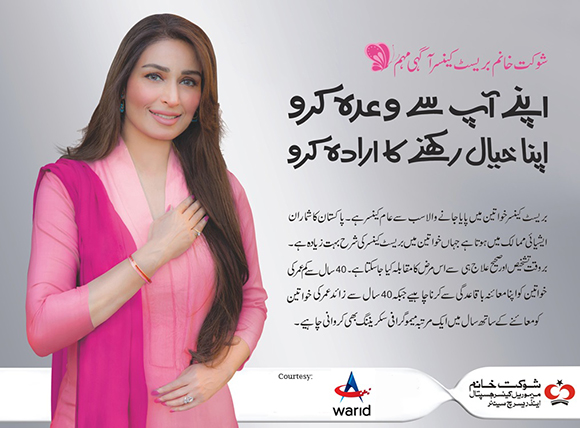 شوکت خانم بریسٹ کینسر آگہی مہم
اپنے آپ سے وعدہ کرو
اپنا خیال رکھنے کا ارادہ کرو
بریسٹ کینسر خواتین میں پایا جانے والا سب سے عام کینسر ہے۔ پاکستان کا شمار ان
ایشیائی ممالک میں ہوتا ہے جہاں خواتین میں بریسٹ کینسر کی شرح بہت زیادہ ہے۔
بروقت تشخیص اور صحیح علاج ہی سے اس مرض کا مقابلہ کیا جا سکتا ہے۔ 40 سال سے کم عمر کی
خواتین کو اپنا معائنہ باقاعدگی سے کرنا چاہیے جبکہ 40 سال سے زائد عمر کی خواتین
کو معائنے کے ساتھ سال میں ایک مرتبہ میموگرافی سکریننگ بھی کروانی چاہیے۔
Courtesy:
warid
شوکت خانم
میموریل کینسر ہسپتال
اینڈ ریسرچ سینٹر